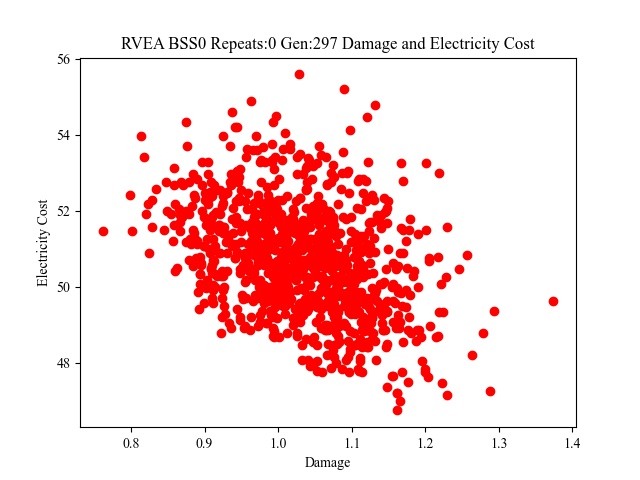 RVEA BSS0 Repeats:0 Gen:297 Damage and Electricity Cost
56
54
52
50
48
Electricity Cost
0.8 0.9 1.0 1.1 1.2 1.3 1.4
Damage